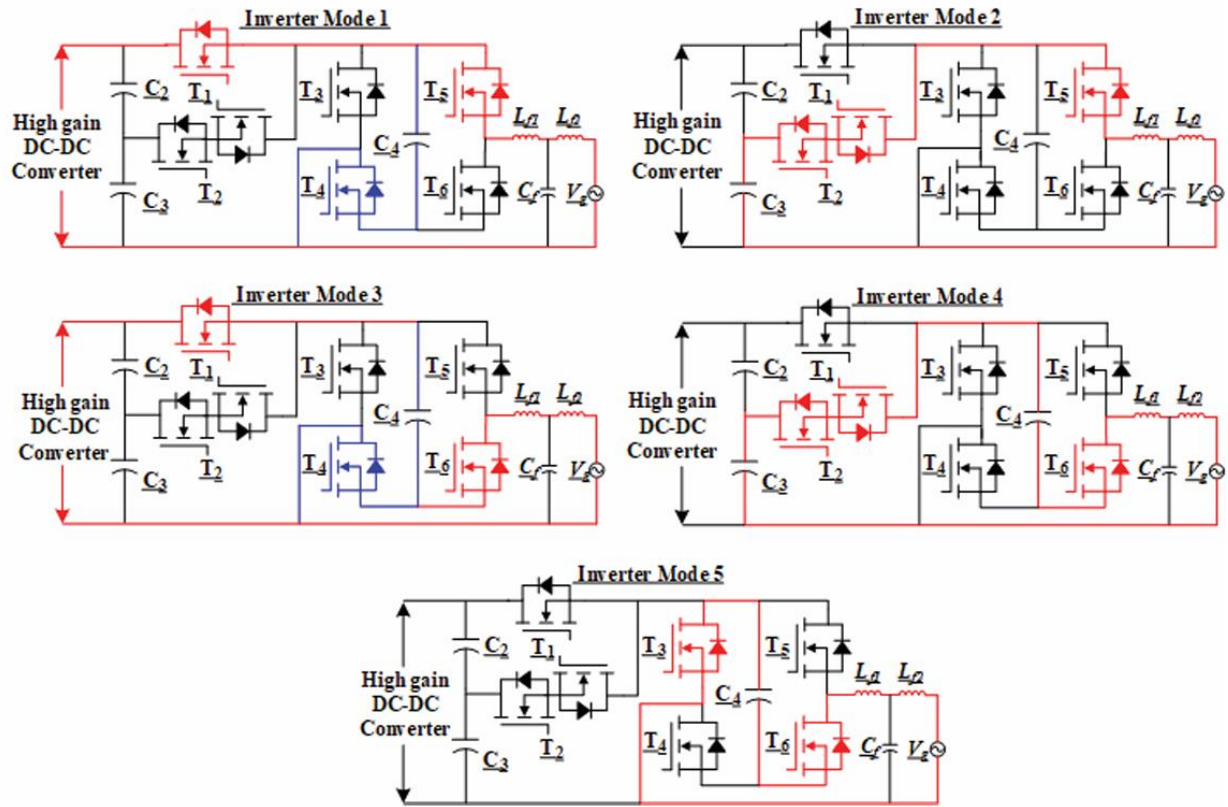 Inverter Mode 1
C2
T1
T3
T5
High gain
DC-DC
Converter
Lf1 Lf2
C4
T4
T6
Cf
Vg
C3
T2
Inverter Mode 2
C2
T1
T3
T5
High gain
DC-DC
Converter
Lf1 Lf2
C4
T4
T6
Cf
Vg
C3
T2
Inverter Mode 3
C2
T1
T3
T5
High gain
DC-DC
Converter
Lf1 Lf2
C4
T4
T6
Cf
Vg
C3
T2
Inverter Mode 4
C2
T1
T3
T5
High gain
DC-DC
Converter
Lf1 Lf2
C4
T4
T6
Cf
Vg
C3
T2
Inverter Mode 5
C2
T1
T3
T5
High gain
DC-DC
Converter
Lf1 Lf2
C4
T4
T6
Cf
Vg
C3
T2